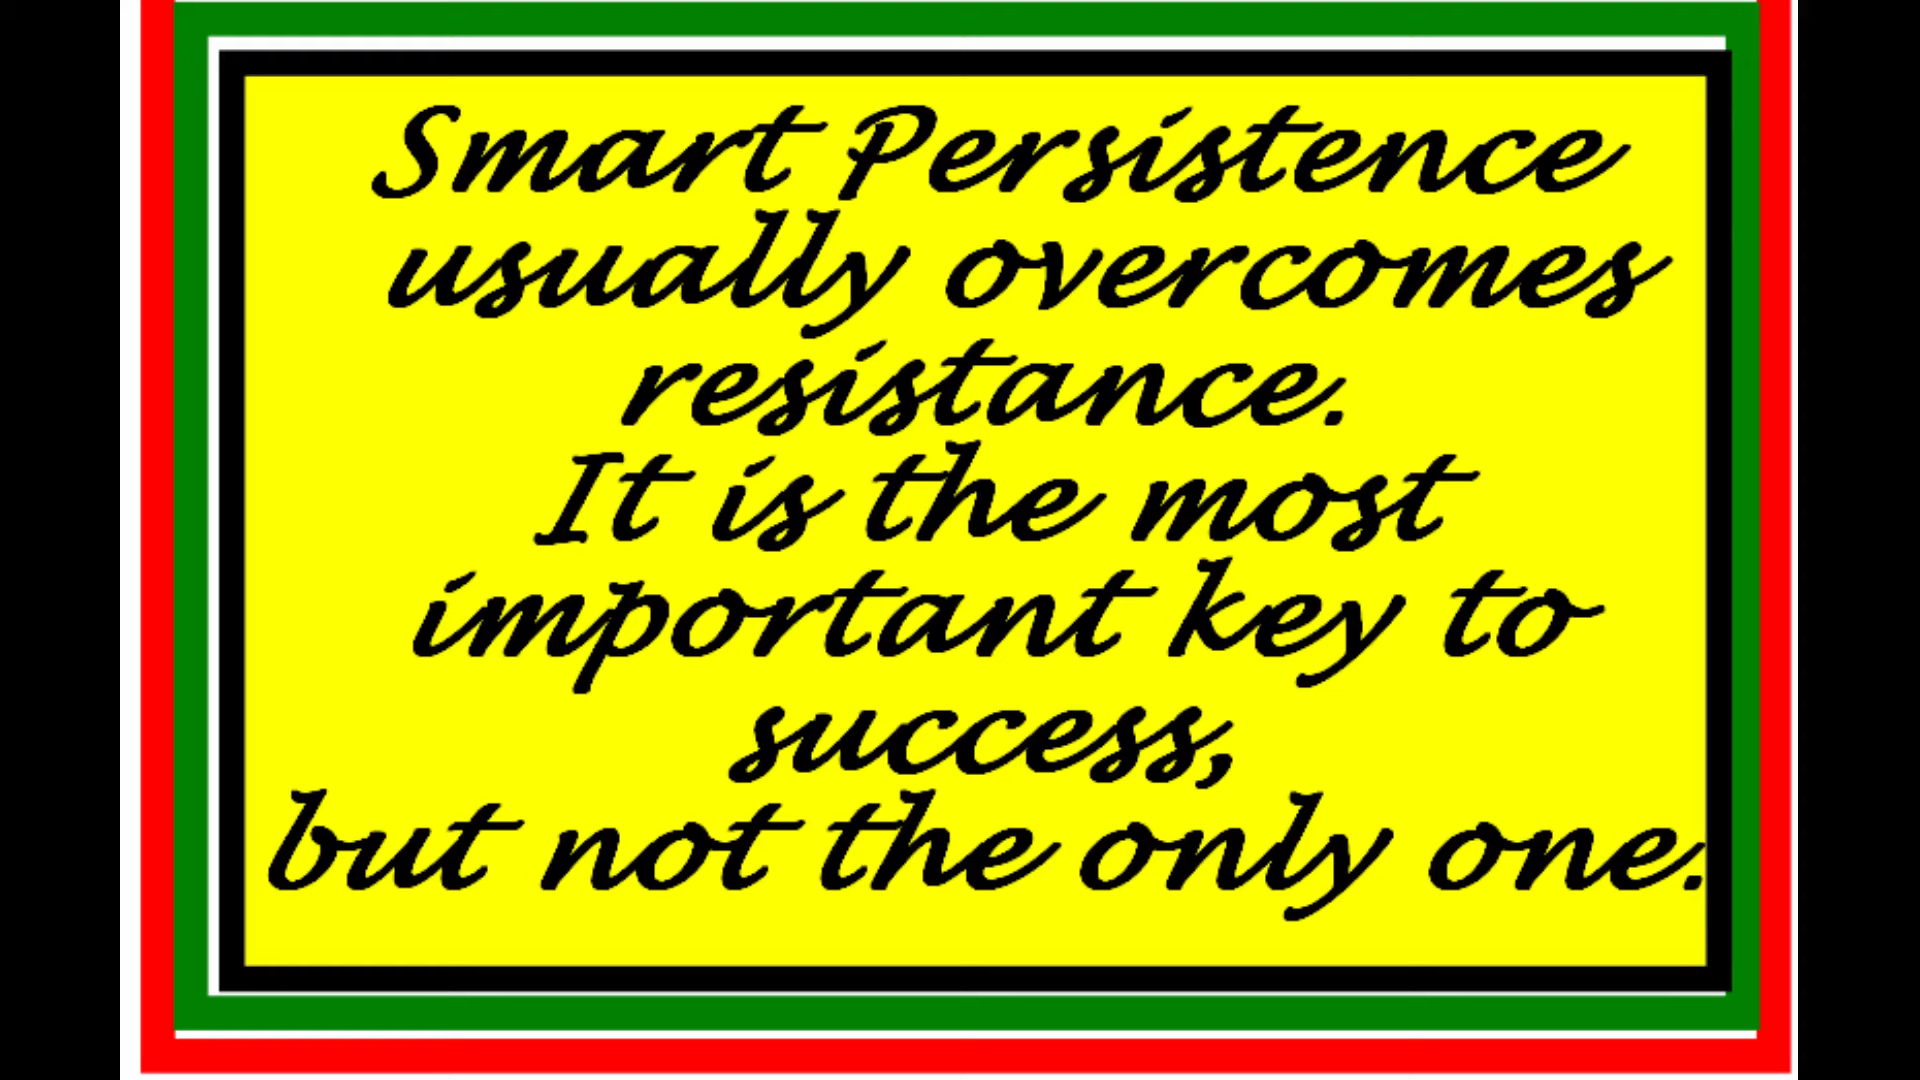 Smart Persistence
usually overcomes
resistance.
It is the most
important key to
success,
but not the only one.